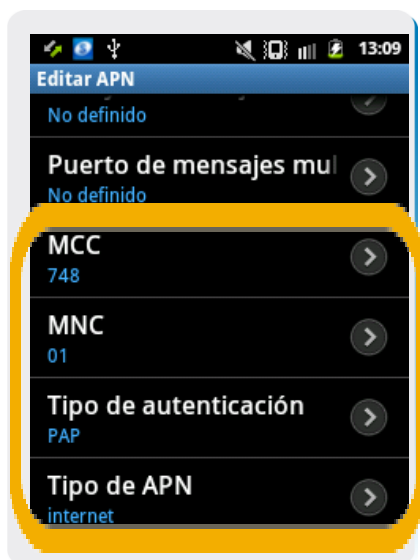 13:09
Editar APN
No definido
Puerto de mensajes mul
No definido
MCC
748
MNC
01
Tipo de autenticación
PAP
Tipo de APN
internet